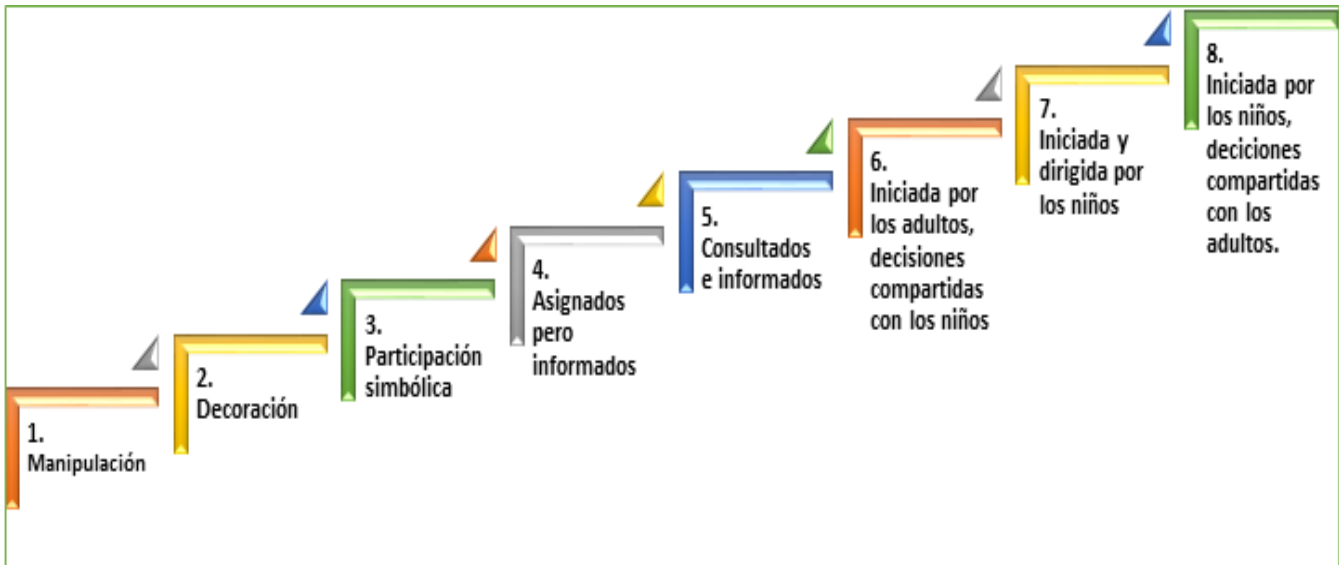 1.
Manipulación
2.
Decoración
3.
Participación
simbólica
4.
Asignados
pero
informados
5.
Consultados
e informados
6.
Iniciada por
los adultos,
decisiones
compartidas
con los niños
7.
Iniciada y
dirigida por
los niños
8.
Iniciada por
los niños,
deciciones
compartidas
con los
adultos.